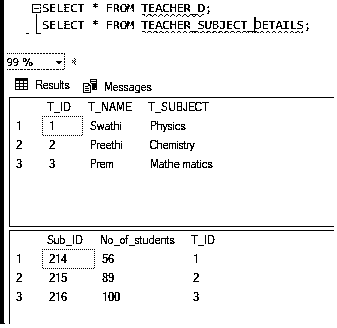 SELECT * FROM TEACHER_D;
SELECT * FROM TEACHER_SUBJECT_DETAILS;
99 %
Results Messages
T_ID T_NAME T_SUBJECT
1 1 Swathi Physics
2 2 Preethi Chemistry
3 3 Prem Mathe matics
Sub_ID No_of_students T_ID
1 214 56 1
2 215 89 2
3 216 100 3